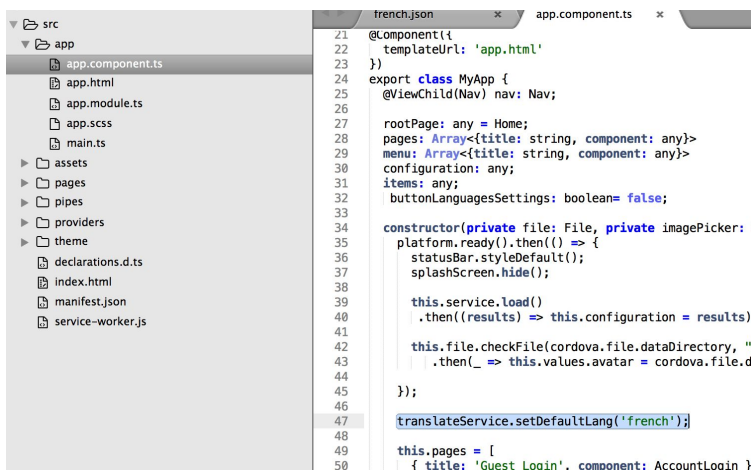 src
app
app.component.ts
app.html
app.module.ts
app.scss
main.ts
assets
pages
pipes
providers
theme
declarations.d.ts
index.html
manifest.json
service-worker.js
french.json × app.component.ts ×
21 @Component({
22 templateUrl: 'app.html'
23 })
24 export class MyApp {
25 @ViewChild(Nav) nav: Nav;
26
27 rootPage: any = Home;
28 pages: Array<{title: string, component: any}>
29 menu: Array<{title: string, component: any}>
30 configuration: any;
31 items: any;
32 buttonLanguagesSettings: boolean= false;
33
34 constructor(private file: File, private imagePicker:
35 platform.ready().then(() => {
36 statusBar.styleDefault();
37 splashScreen.hide();
38
39 this.service.load()
40 .then((results) => this.configuration = results)
41
42 this.file.checkFile(cordova.file.dataDirectory, "
43 .then(_ => this.values.avatar = cordova.file.d
44
45 });
46
47 translateService.setDefaultLang('french');
48
49 this.pages = [
50 { title: 'Guest Login', component: AccountLogin }